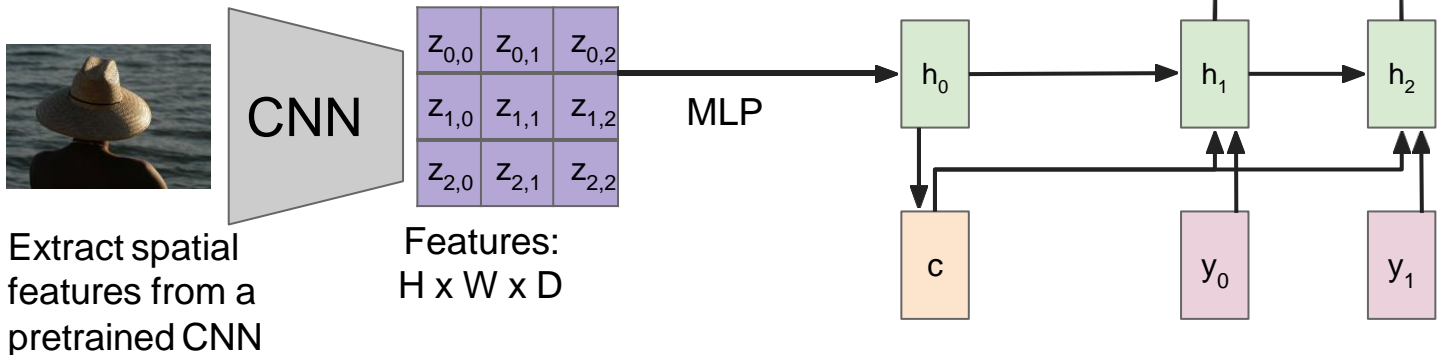 CNN
z0,0 z0,1 z0,2
z1,0 z1,1 z1,2
z2,0 z2,1 z2,2
MLP
h0
h1
h2
c
y0
y1
Extract spatial
features from a
pretrained CNN
Features:
H x W x D